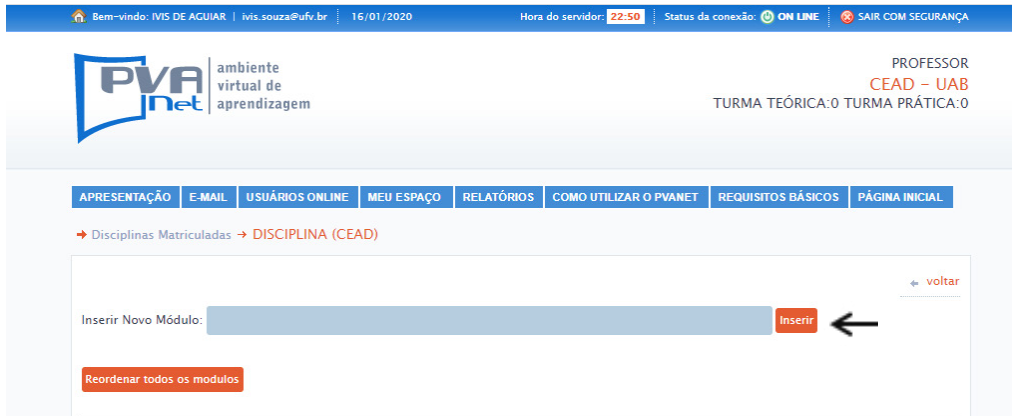 Bem-vindo: IVIS DE AGUIAR | ivis.souza@ufv.br 16/01/2020 Hora do servidor: 22:50 Status da conexão: ON LINE SAIR COM SEGURANÇA
PVANet
ambiente
virtual de
aprendizagem
PROFESSOR
CEAD - UAB
TURMA TEÓRICA:0 TURMA PRÁTICA:0
APRESENTAÇÃO E-MAIL USUÁRIOS ONLINE MEU ESPAÇO RELATÓRIOS COMO UTILIZAR O PVANET REQUISITOS BÁSICOS PÁGINA INICIAL
Disciplinas Matriculadas → DISCIPLINA (CEAD)
voltar
Inserir Novo Módulo: Inserir
Reordenar todos os modulos